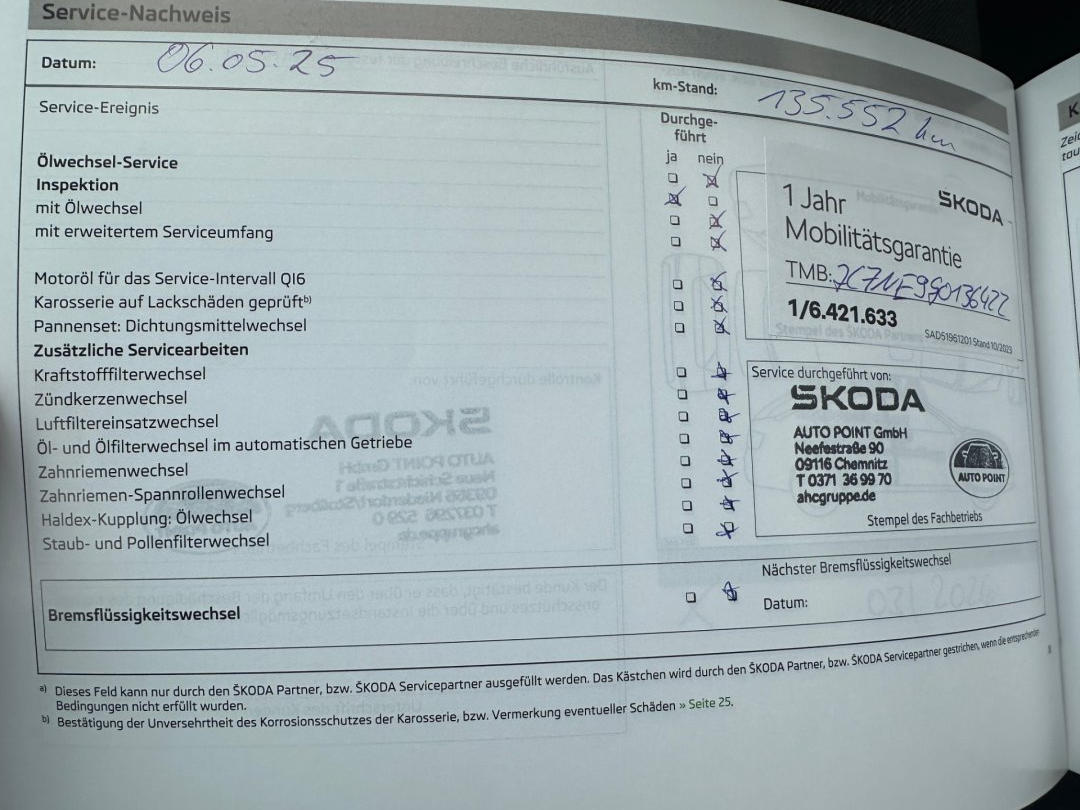 Service-Nachweis
Datum: 06.05.25
km-Stand: 135.552 km
Service-Ereignis
Durchge-
führt
ja nein
Ölwechsel-Service
Inspektion
mit Ölwechsel
mit erweitertem Serviceumfang
Motoröl für das Service-Intervall QI6
Karosserie auf Lackschäden geprüft b)
Pannenset: Dichtungsmittelwechsel
Zusätzliche Servicearbeiten
Kraftstofffilterwechsel
Zündkerzenwechsel
Luftfiltereinsatzwechsel
Öl- und Ölfilterwechsel im automatischen Getriebe
Zahnriemenwechsel
Zahnriemen-Spannrollenwechsel
Haldex-Kupplung: Ölwechsel
Staub- und Pollenfilterwechsel
ŠKODA
1 Jahr
Mobilitätsgarantie
TMB:
1/6.421.633
SAD51961201 Stand 10/2023
Service durchgeführt von:
ŠKODA
AUTO POINT GmbH
Neefestraße 90
09116 Chemnitz
T 0371 36 99 70
ahcgruppe.de
AUTO POINT
Stempel des Fachbetriebs
Bremsflüssigkeitswechsel
Nächster Bremsflüssigkeitswechsel
Datum:
a) Dieses Feld kann nur durch den ŠKODA Partner, bzw. ŠKODA Servicepartner ausgefüllt werden. Das Kästchen wird durch den ŠKODA Partner, bzw. ŠKODA Servicepartner gestrichen, wenn die entsprechenden
Bedingungen nicht erfüllt wurden.
b) Bestätigung der Unversehrtheit des Korrosionsschutzes der Karosserie, bzw. Vermerkung eventueller Schäden » Seite 25.